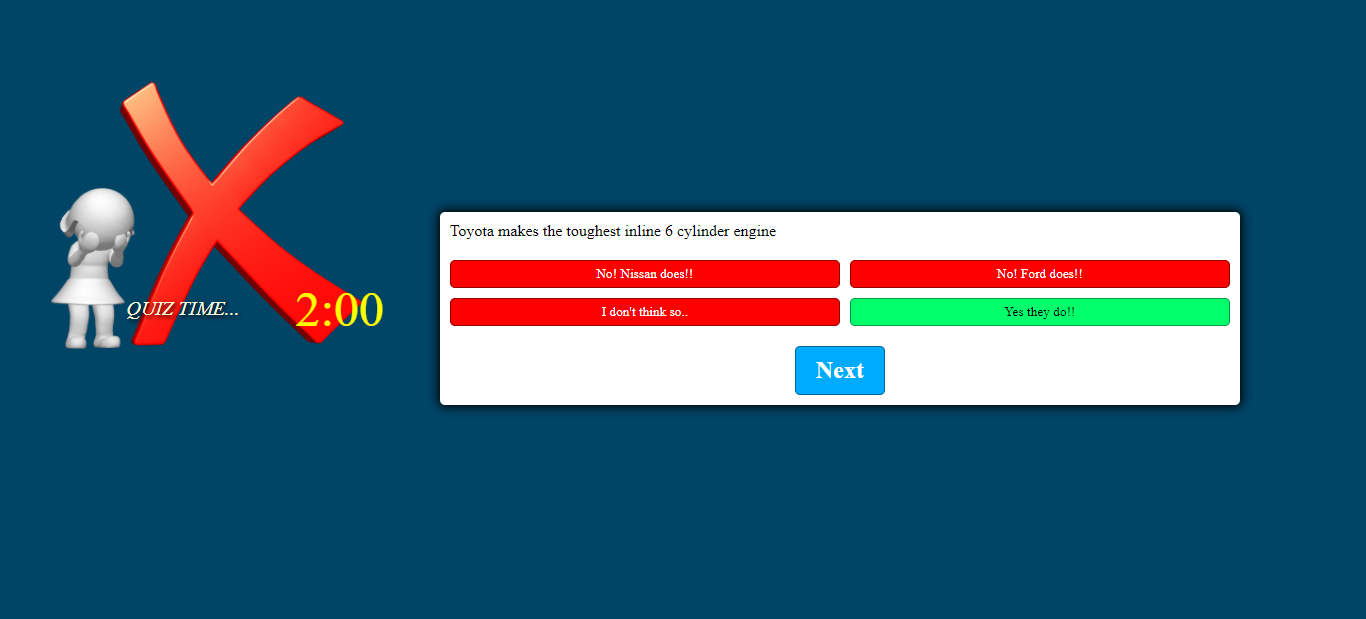 QUIZ TIME...
2:00
Toyota makes the toughest inline 6 cylinder engine
No! Nissan does!!
No! Ford does!!
I don't think so..
Yes they do!!
Next